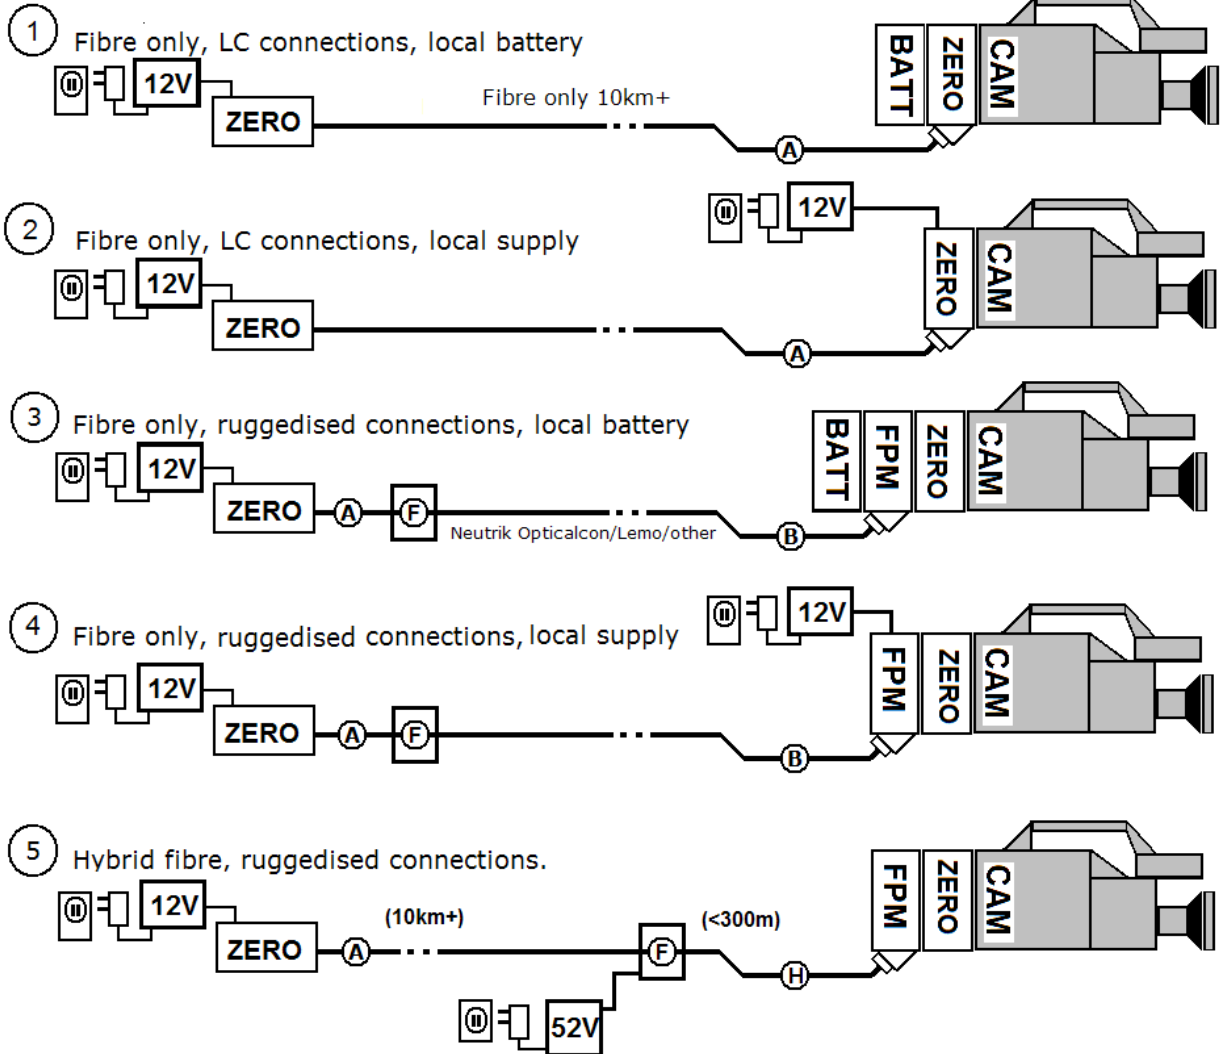 1
Fibre only, LC connections, local battery
12V
ZERO
Fibre only 10km+
A
BATT
ZERO
CAM
2
Fibre only, LC connections, local supply
12V
ZERO
A
12V
ZERO
CAM
3
Fibre only, ruggedised connections, local battery
12V
ZERO
A
F
Neutrik Opticalcon/Lemo/other
B
BATT
FPM
ZERO
CAM
4
Fibre only, ruggedised connections, local supply
12V
ZERO
A
F
B
12V
FPM
ZERO
CAM
5
Hybrid fibre, ruggedised connections.
12V
ZERO
A
(10km+)
F
(<300m)
H
52V
FPM
ZERO
CAM